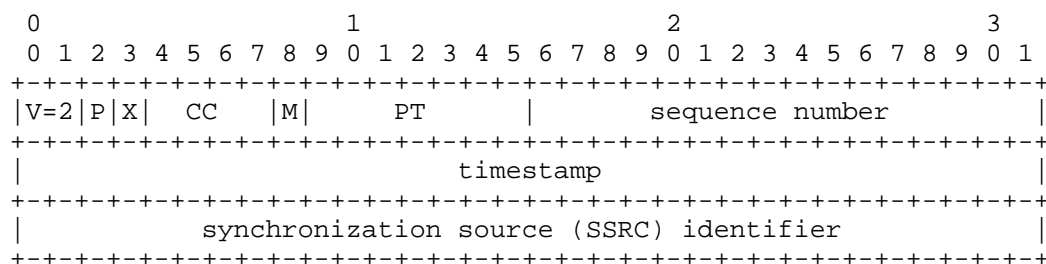 0                   1                   2                   3
 0 1 2 3 4 5 6 7 8 9 0 1 2 3 4 5 6 7 8 9 0 1 2 3 4 5 6 7 8 9 0 1
+-+-+-+-+-+-+-+-+-+-+-+-+-+-+-+-+-+-+-+-+-+-+-+-+-+-+-+-+-+-+-+-+
|V=2|P|X|  CC   |M|     PT      |       sequence number         |
+-+-+-+-+-+-+-+-+-+-+-+-+-+-+-+-+-+-+-+-+-+-+-+-+-+-+-+-+-+-+-+-+
|                           timestamp                           |
+-+-+-+-+-+-+-+-+-+-+-+-+-+-+-+-+-+-+-+-+-+-+-+-+-+-+-+-+-+-+-+-+
|           synchronization source (SSRC) identifier            |
+-+-+-+-+-+-+-+-+-+-+-+-+-+-+-+-+-+-+-+-+-+-+-+-+-+-+-+-+-+-+-+-+